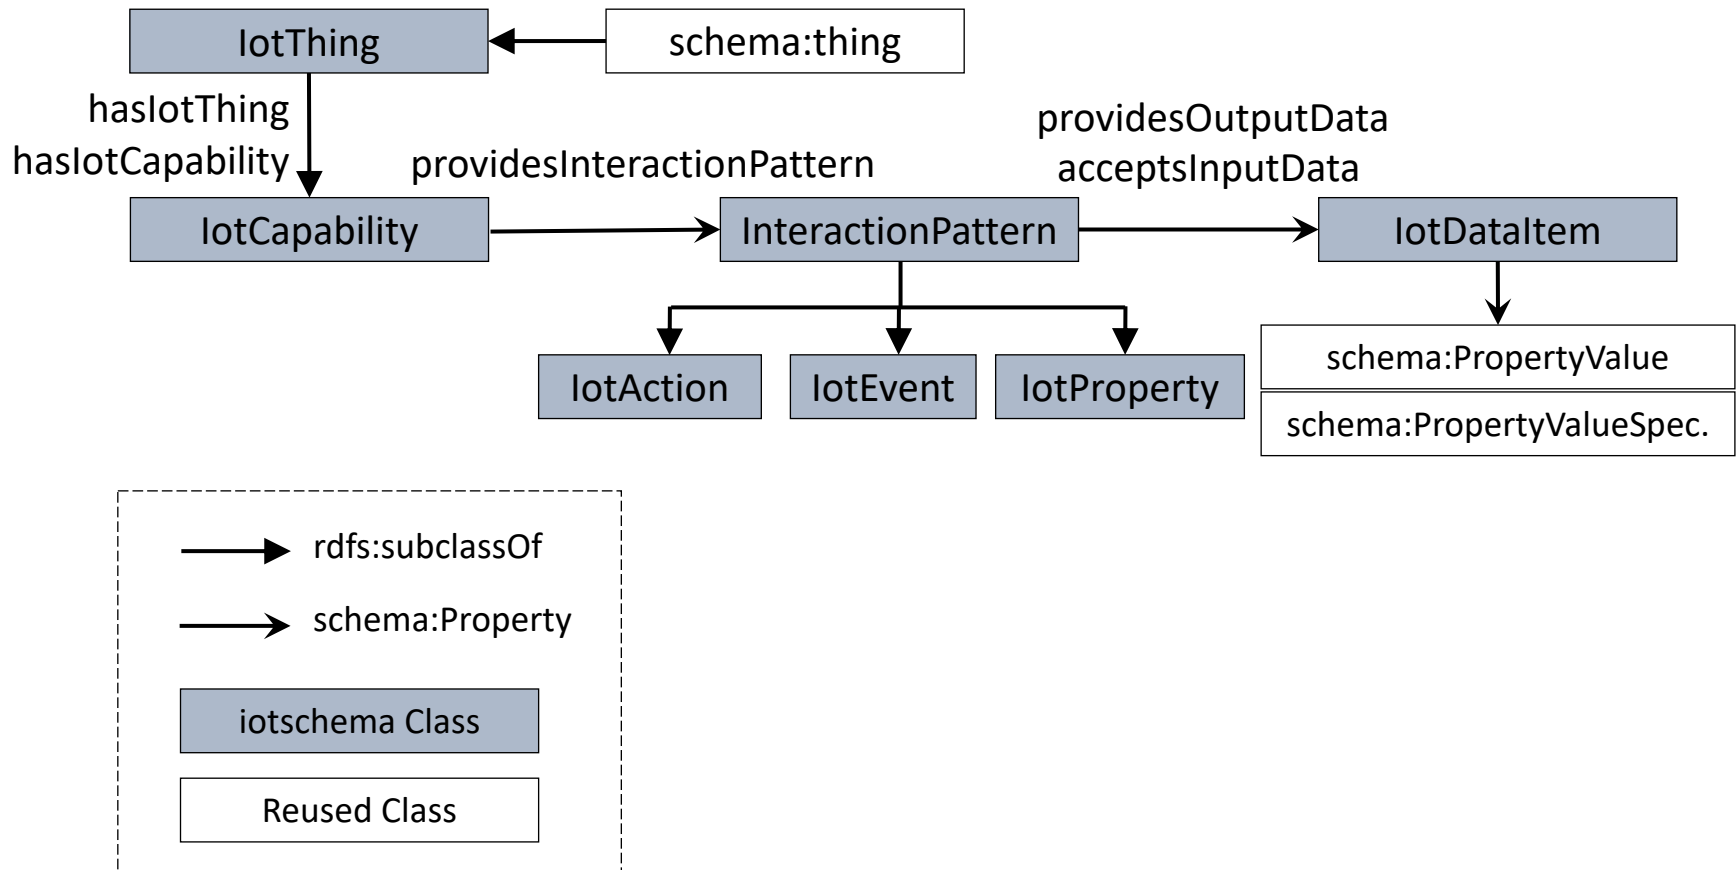 IotThing
schema:thing
hasIotThing
hasIotCapability
providesInteractionPattern
providesOutputData
acceptsInputData
IotCapability
InteractionPattern
IotDataItem
IotAction
IotEvent
IotProperty
schema:PropertyValue
schema:PropertyValueSpec.
rdfs:subclassOf
schema:Property
iotschema Class
Reused Class